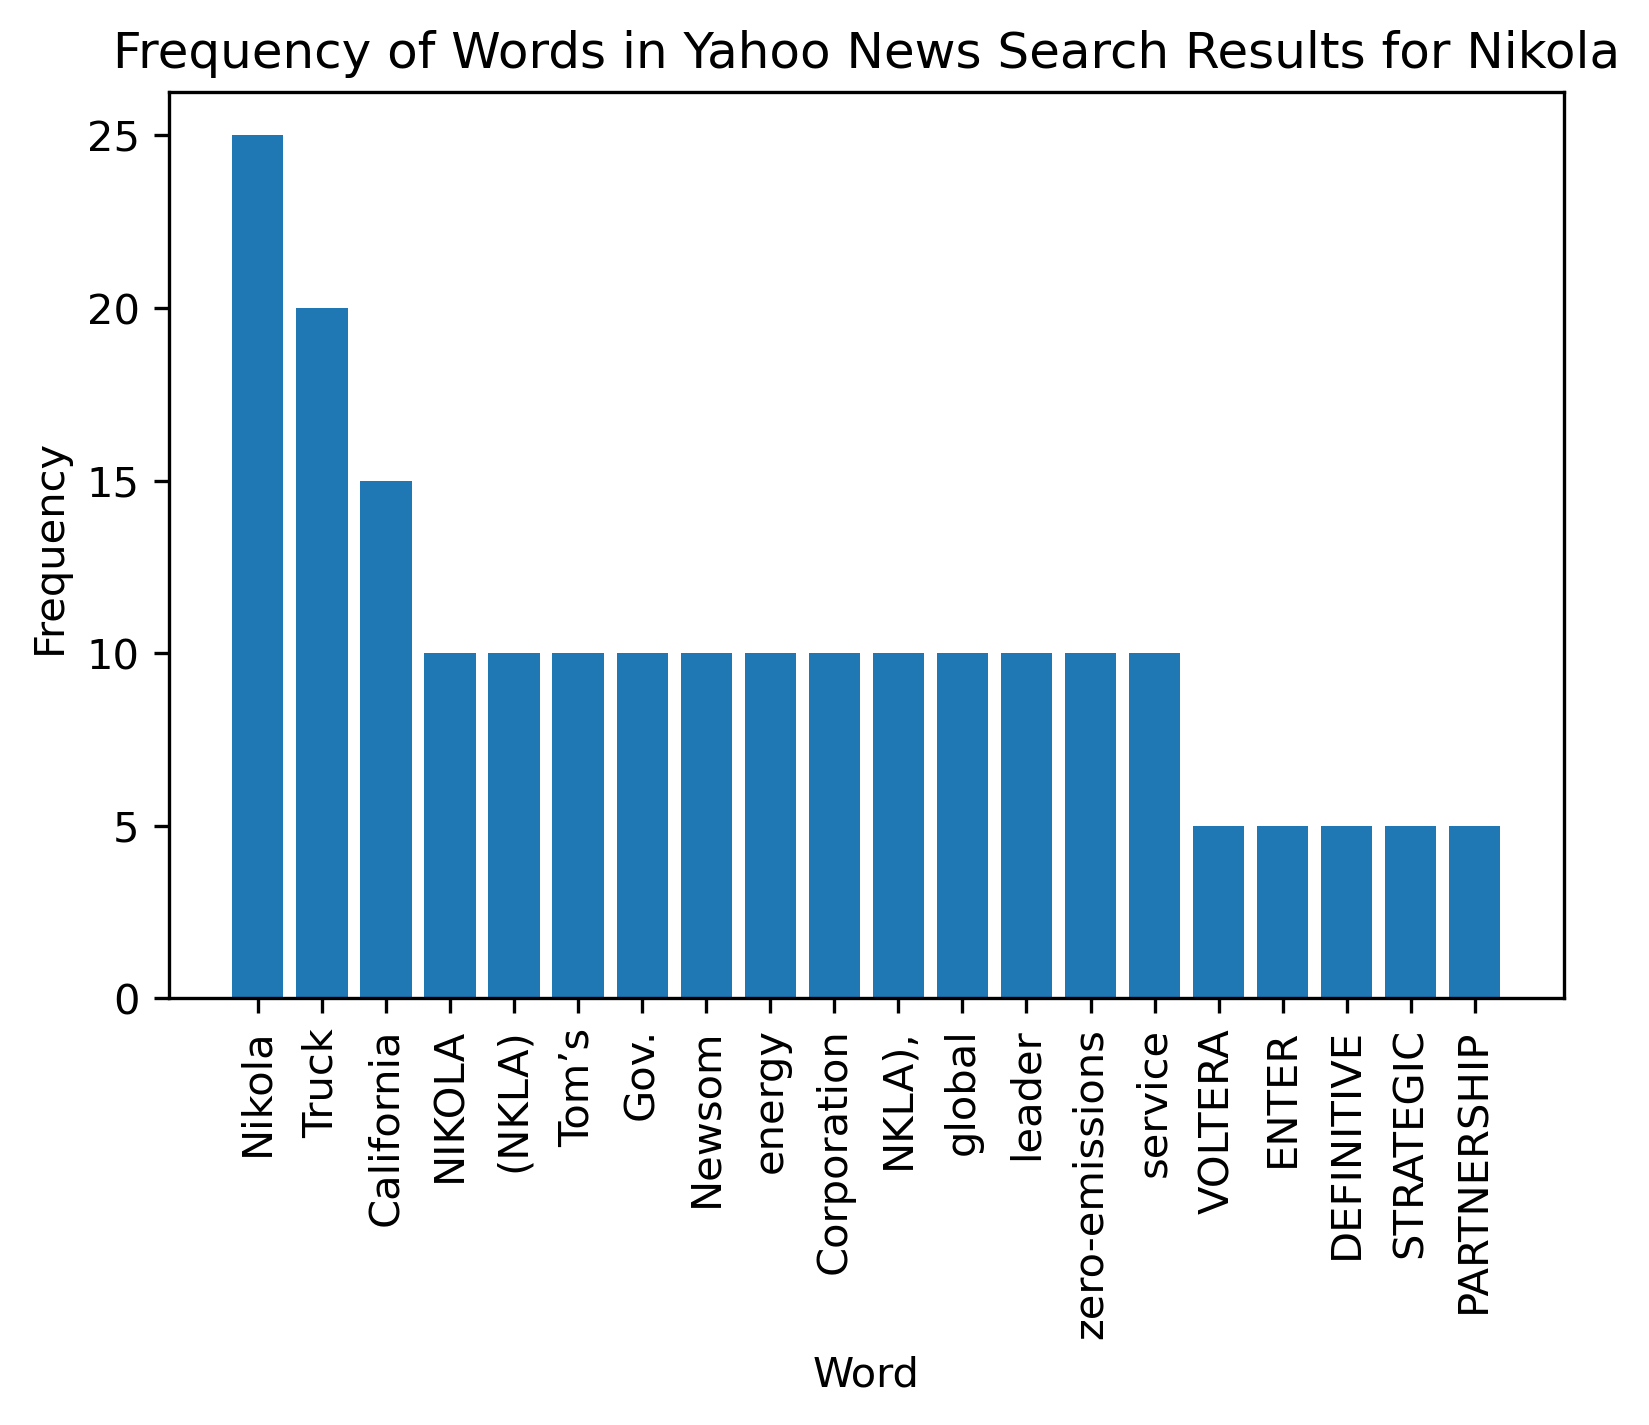 Frequency of Words in Yahoo News Search Results for Nikola
Frequency
25
20
15
10
5
0
Nikola
Truck
California
NIKOLA
(NKLA)
Tom’s
Gov.
Newsom
energy
Corporation
NKLA),
global
leader
zero-emissions
service
VOLTERA
ENTER
DEFINITIVE
STRATEGIC
PARTNERSHIP
Word